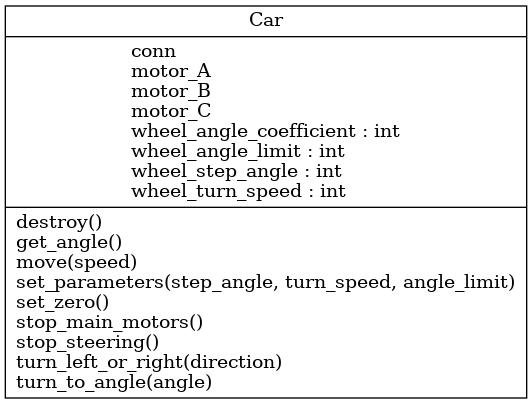 Car
conn
motor_A
motor_B
motor_C
wheel_angle_coefficient : int
wheel_angle_limit : int
wheel_step_angle : int
wheel_turn_speed : int
destroy()
get_angle()
move(speed)
set_parameters(step_angle, turn_speed, angle_limit)
set_zero()
stop_main_motors()
stop_steering()
turn_left_or_right(direction)
turn_to_angle(angle)